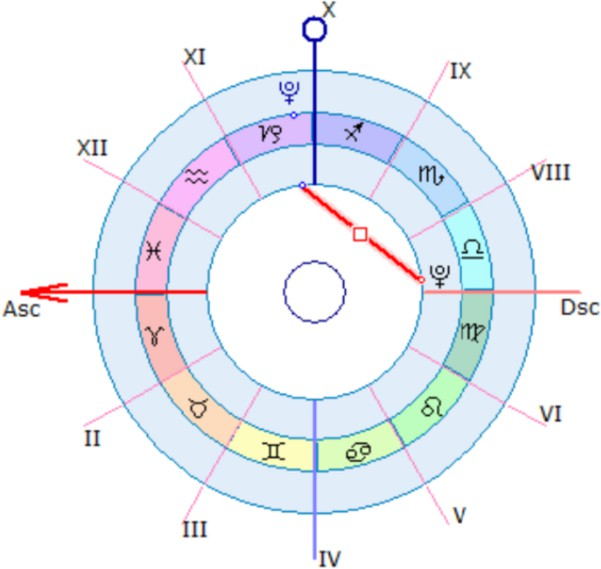 X
XI
IX
♇
♑
♐
XII
♒
♏
VIII
♓
♎
♇
Asc
Dsc
♈
♍
♉
♌
VI
II
♊
♋
III
V
IV